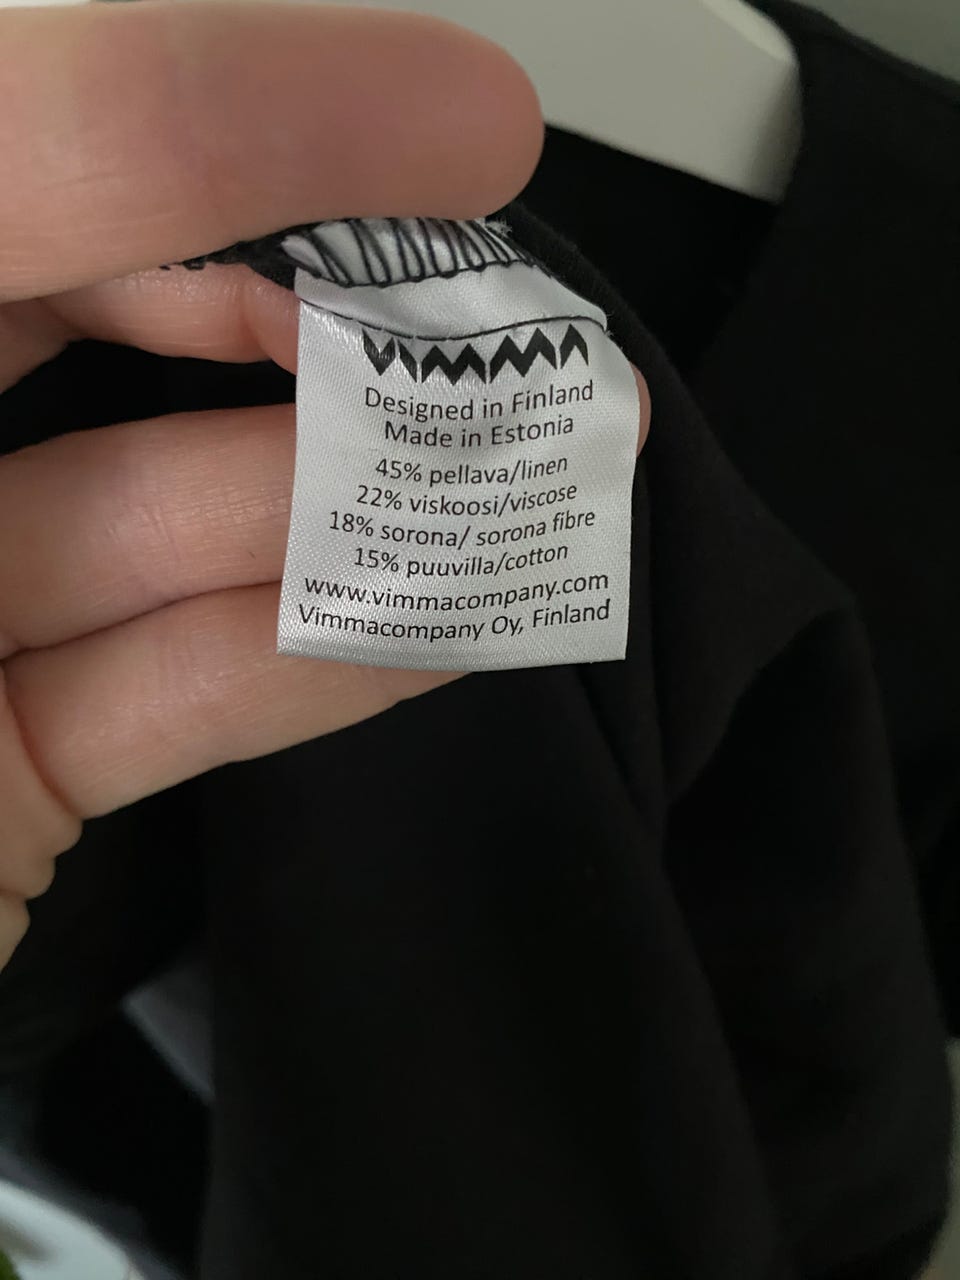 VIMMA
Designed in Finland
Made in Estonia
45% pellava/linen
22% viskoosi/viscose
18% sorona/ sorona fibre
15% puuvilla/cotton
www.vimmacompany.com
Vimmacompany Oy, Finland